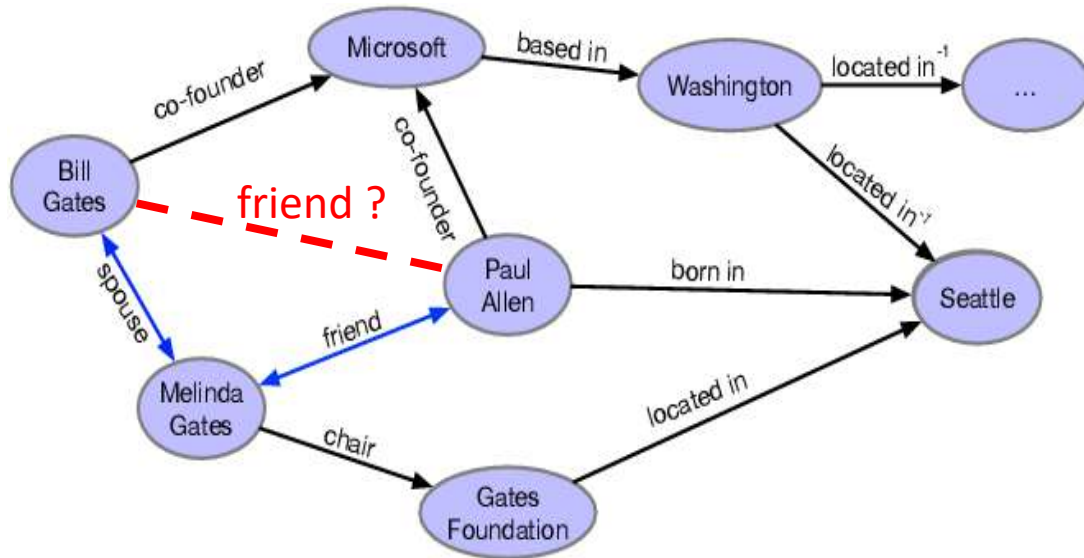 Microsoft
based in
Washington
located in-1
...
co-founder
co-founder
located in-1
Bill
Gates
friend ?
Paul
Allen
born in
Seattle
spouse
friend
Melinda
Gates
located in
chair
Gates
Foundation